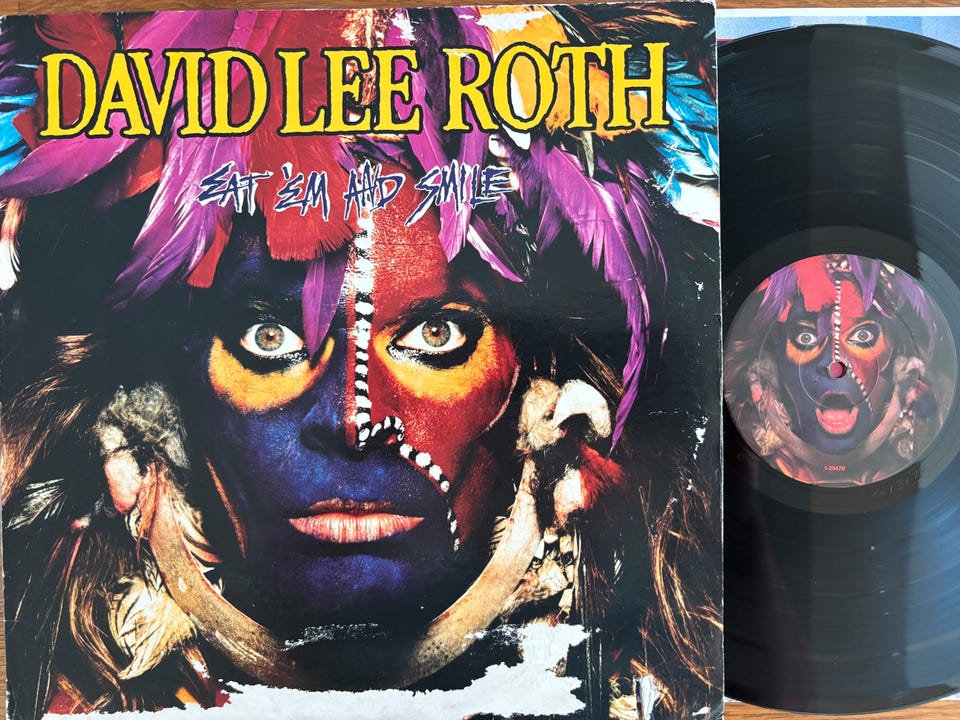 DAVID LEE ROTH
EAT 'EM AND SMILE
1-25470